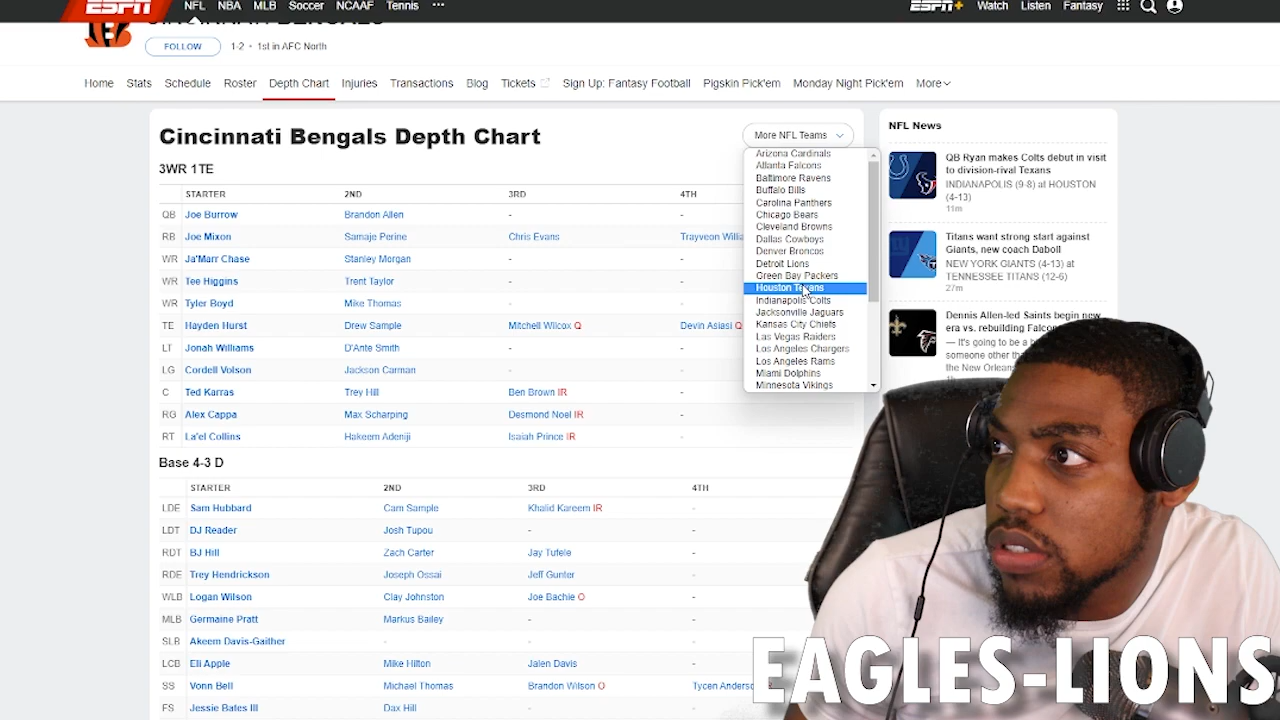 ESPN NFL NBA MLB Soccer NCAAF Tennis ... ESPN+ Watch Listen Fantasy
CINCINNATI BENGALS
FOLLOW 1-2 • 1st in AFC North
Home Stats Schedule Roster Depth Chart Injuries Transactions Blog Tickets Sign Up: Fantasy Football Pigskin Pick'em Monday Night Pick'em More
Cincinnati Bengals Depth Chart
More NFL Teams
3WR 1TE
STARTER 2ND 3RD 4TH
QB Joe Burrow Brandon Allen - -
RB Joe Mixon Samaje Perine Chris Evans Trayveon Willia
WR Ja'Marr Chase Stanley Morgan - -
WR Tee Higgins Trent Taylor - -
WR Tyler Boyd Mike Thomas - -
TE Hayden Hurst Drew Sample Mitchell Wilcox Q Devin Asiasi Q
LT Jonah Williams D'Ante Smith - -
LG Cordell Volson Jackson Carman - -
C Ted Karras Trey Hill Ben Brown IR -
RG Alex Cappa Max Scharping Desmond Noel IR -
RT La'el Collins Hakeem Adeniji Isaiah Prince IR -
Arizona Cardinals
Atlanta Falcons
Baltimore Ravens
Buffalo Bills
Carolina Panthers
Chicago Bears
Cleveland Browns
Dallas Cowboys
Denver Broncos
Detroit Lions
Green Bay Packers
Houston Texans
Indianapolis Colts
Jacksonville Jaguars
Kansas City Chiefs
Las Vegas Raiders
Los Angeles Chargers
Los Angeles Rams
Miami Dolphins
Minnesota Vikings
Base 4-3 D
STARTER 2ND 3RD 4TH
LDE Sam Hubbard Cam Sample Khalid Kareem IR -
LDT DJ Reader Josh Tupou - -
RDT BJ Hill Zach Carter Jay Tufele -
RDE Trey Hendrickson Joseph Ossai Jeff Gunter -
WLB Logan Wilson Clay Johnston Joe Bachie O -
MLB Germaine Pratt Markus Bailey - -
SLB Akeem Davis-Gaither - - -
LCB Eli Apple Mike Hilton Jalen Davis -
SS Vonn Bell Michael Thomas Brandon Wilson O Tycen Anderso
FS Jessie Bates III Dax Hill - -
NFL News
QB Ryan makes Colts debut in visit
to division-rival Texans
INDIANAPOLIS (9-8) at HOUSTON
(4-13)
11m
Titans want strong start against
Giants, new coach Daboll
NEW YORK GIANTS (4-13) at
TENNESSEE TITANS (12-6)
27m
Dennis Allen-led Saints begin new
era vs. rebuilding Falcon
— It's going to be a b
someone other tha
the New Orlean
EAGLES-LIONS